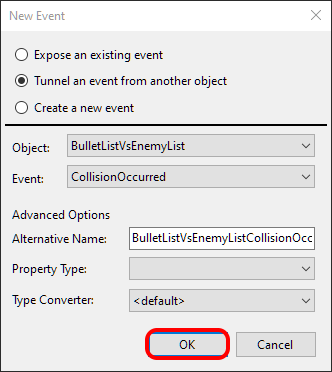 New Event
Expose an existing event
Tunnel an event from another object
Create a new event
Object: BulletListVsEnemyList
Event: CollisionOccurred
Advanced Options
Alternative Name: BulletListVsEnemyListCollisionOcc
Property Type:
Type Converter: <default>
OK Cancel